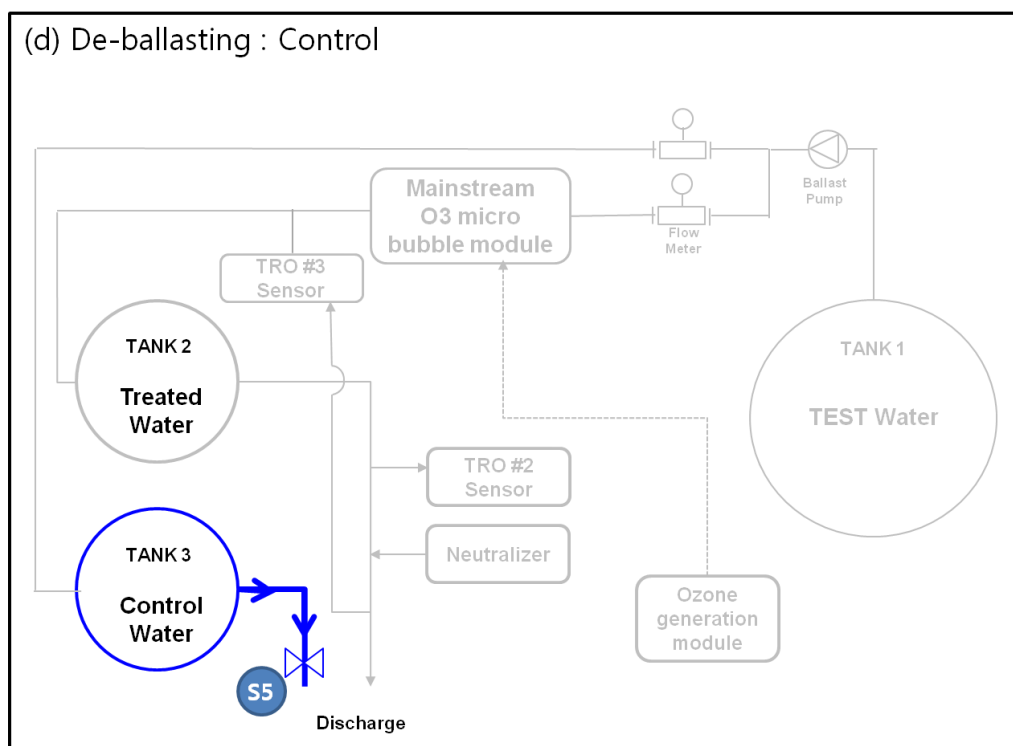 (d) De-ballasting : Control
Ballast
Pump
Mainstream
O3 micro
bubble module
Flow
Meter
TRO #3
Sensor
TANK 2
Treated
Water
TANK 1
TEST Water
TRO #2
Sensor
TANK 3
Control
Water
Neutralizer
Ozone
generation
module
S5
Discharge